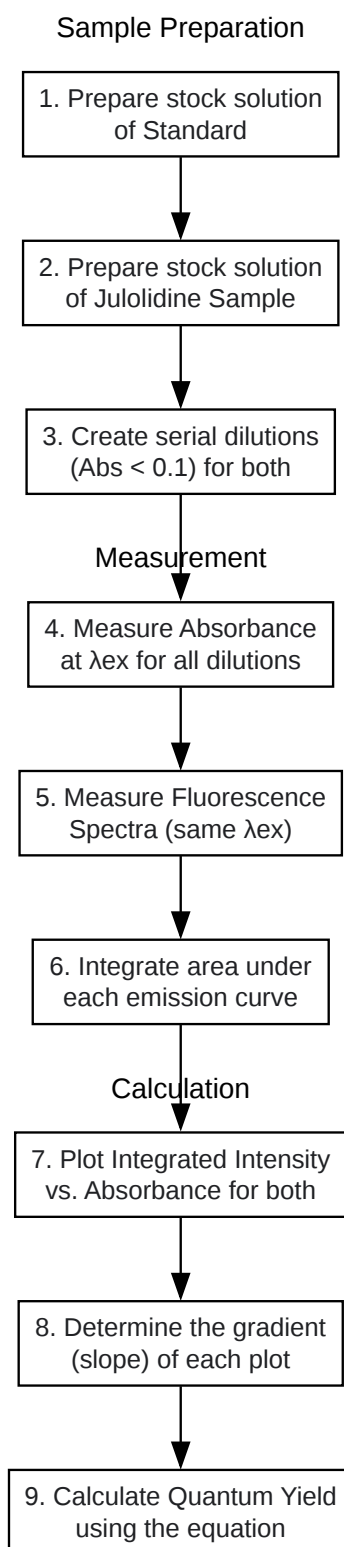 Sample Preparation
1. Prepare stock solution
of Standard
2. Prepare stock solution
of Julolidine Sample
3. Create serial dilutions
(Abs < 0.1) for both
Measurement
4. Measure Absorbance
at λex for all dilutions
5. Measure Fluorescence
Spectra (same λex)
6. Integrate area under
each emission curve
Calculation
7. Plot Integrated Intensity
vs. Absorbance for both
8. Determine the gradient
(slope) of each plot
9. Calculate Quantum Yield
using the equation